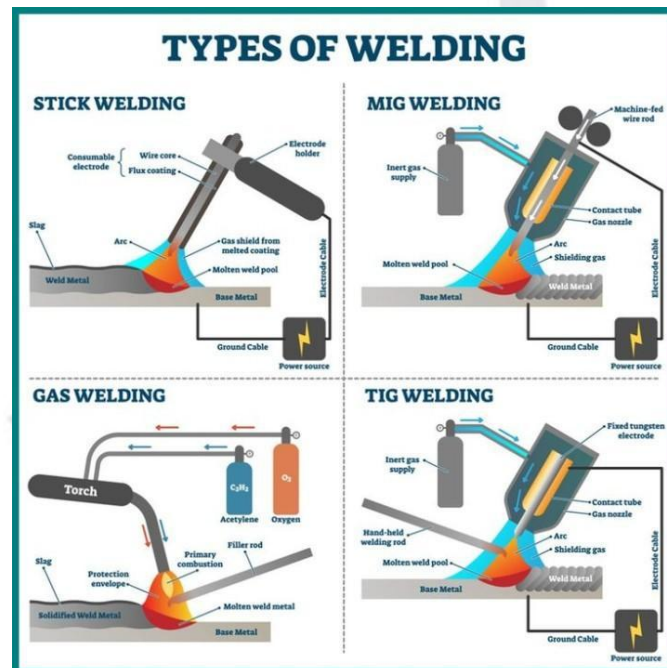 TYPES OF WELDING
STICK WELDING
Consumable
electrode
Wire core
Flux coating
Electrode
holder
Slag
Arc
Gas shield from
melted coating
Weld Metal
Molten weld pool
Base Metal
Electrode Cable
Ground Cable
Power source
MIG WELDING
Machine-fed
wire rod
Inert gas
supply
Contact tube
Gas nozzle
Arc
Shielding gas
Molten weld pool
Weld Metal
Base Metal
Electrode Cable
Ground Cable
Power source
GAS WELDING
Torch
C₂H₂
O₂
Acetylene
Oxygen
Filler rod
Primary
combustion
Protection
envelope
Slag
Solidified Weld Metal
Molten weld metal
Base Metal
TIG WELDING
Fixed tungsten
electrode
Inert gas
supply
Contact tube
Gas nozzle
Hand-held
welding rod
Arc
Shielding gas
Molten weld pool
Weld Metal
Base Metal
Electrode Cable
Ground Cable
Power source